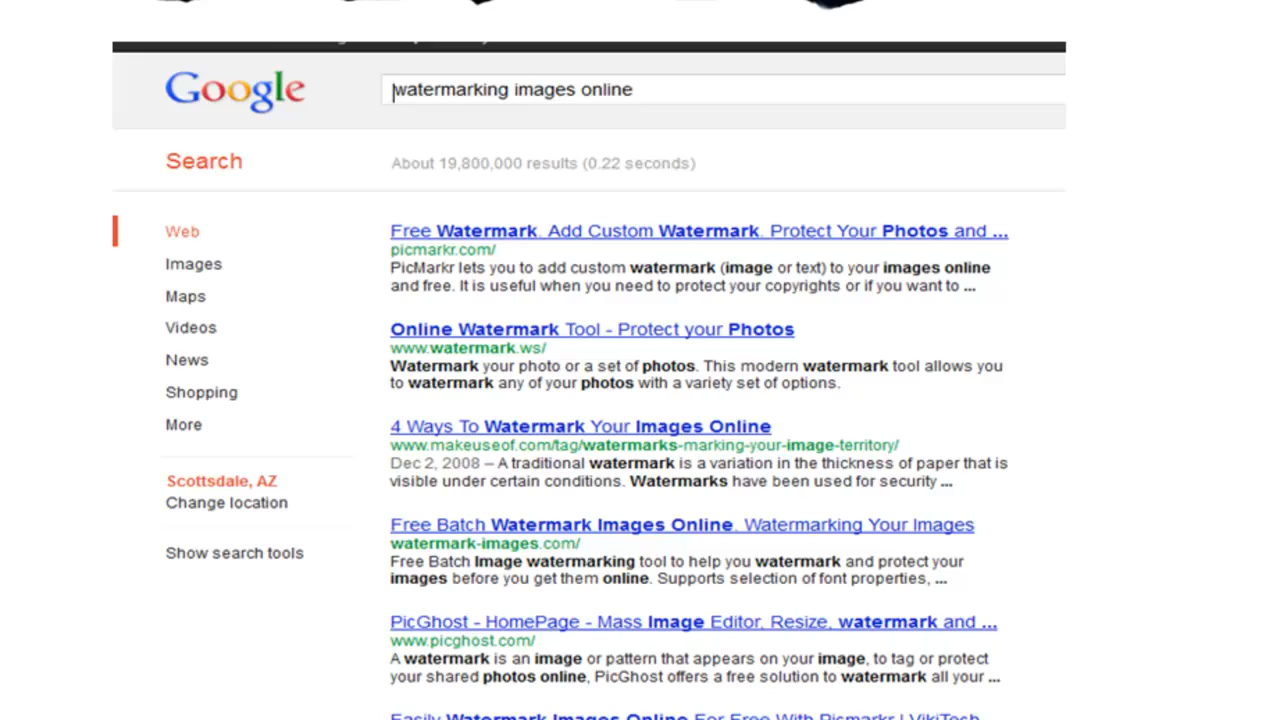 Google
watermarking images online
Search
About 19,800,000 results (0.22 seconds)
Web
Images
Maps
Videos
News
Shopping
More
Scottsdale, AZ
Change location
Show search tools
Free Watermark. Add Custom Watermark. Protect Your Photos and ...
picmarkr.com/
PicMarkr lets you to add custom watermark (image or text) to your images online
and free. It is useful when you need to protect your copyrights or if you want to ...
Online Watermark Tool - Protect your Photos
www.watermark.ws/
Watermark your photo or a set of photos. This modern watermark tool allows you
to watermark any of your photos with a variety set of options.
4 Ways To Watermark Your Images Online
www.makeuseof.com/tag/watermarks-marking-your-image-territory/
Dec 2, 2008 – A traditional watermark is a variation in the thickness of paper that is
visible under certain conditions. Watermarks have been used for security ...
Free Batch Watermark Images Online. Watermarking Your Images
watermark-images.com/
Free Batch Image watermarking tool to help you watermark and protect your
images before you get them online. Supports selection of font properties, ...
PicGhost - HomePage - Mass Image Editor, Resize, watermark and ...
www.picghost.com/
A watermark is an image or pattern that appears on your image, to tag or protect
your shared photos online, PicGhost offers a free solution to watermark all your ...
Easily Watermark Images Online For Free With Picmarkr | VikiTech